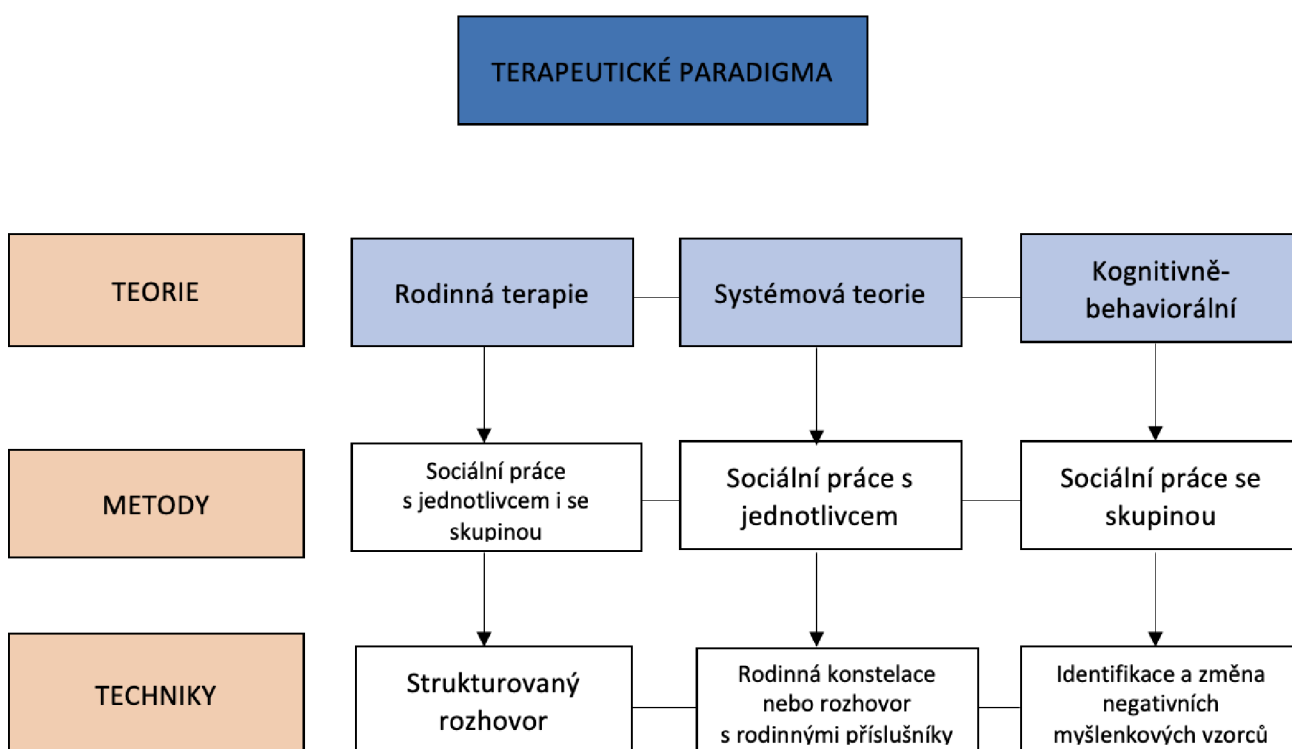 TERAPEUTICKÉ PARADIGMA
TEORIE
Rodinná terapie
Systémová teorie
Kognitivně-
behaviorální
METODY
Sociální práce
s jednotlivcem i se
skupinou
Sociální práce s
jednotlivcem
Sociální práce se
skupinou
TECHNIKY
Strukturovaný
rozhovor
Rodinná konstelace
nebo rozhovor
s rodinnými příslušníky
Identifikace a změna
negativních
myšlenkových vzorců